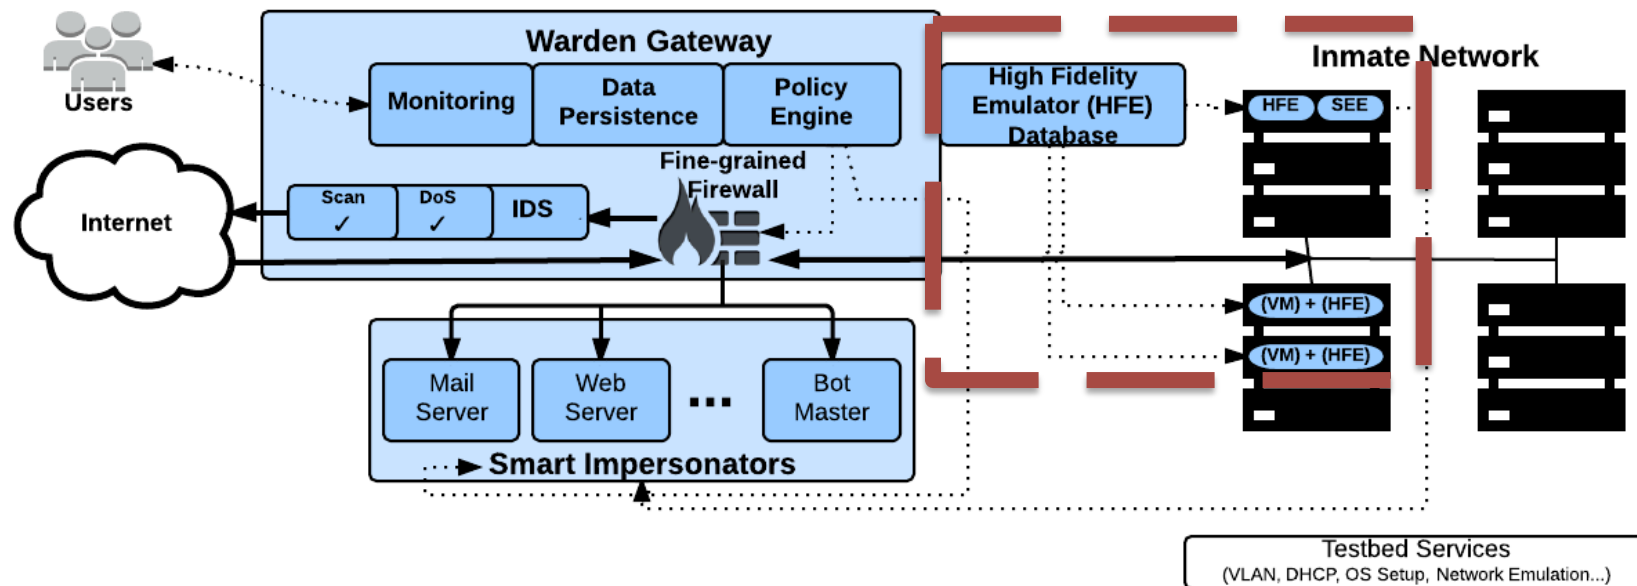 Warden Gateway
Users
Monitoring
Data
Persistence
Policy
Engine
High Fidelity
Emulator (HFE)
Database
Inmate Network
HFE
SEE
Fine-grained
Firewall
Internet
Scan
✓
DoS
✓
IDS
(VM) + (HFE)
(VM) + (HFE)
Mail
Server
Web
Server
...
Bot
Master
Smart Impersonators
Testbed Services
(VLAN, DHCP, OS Setup, Network Emulation...)